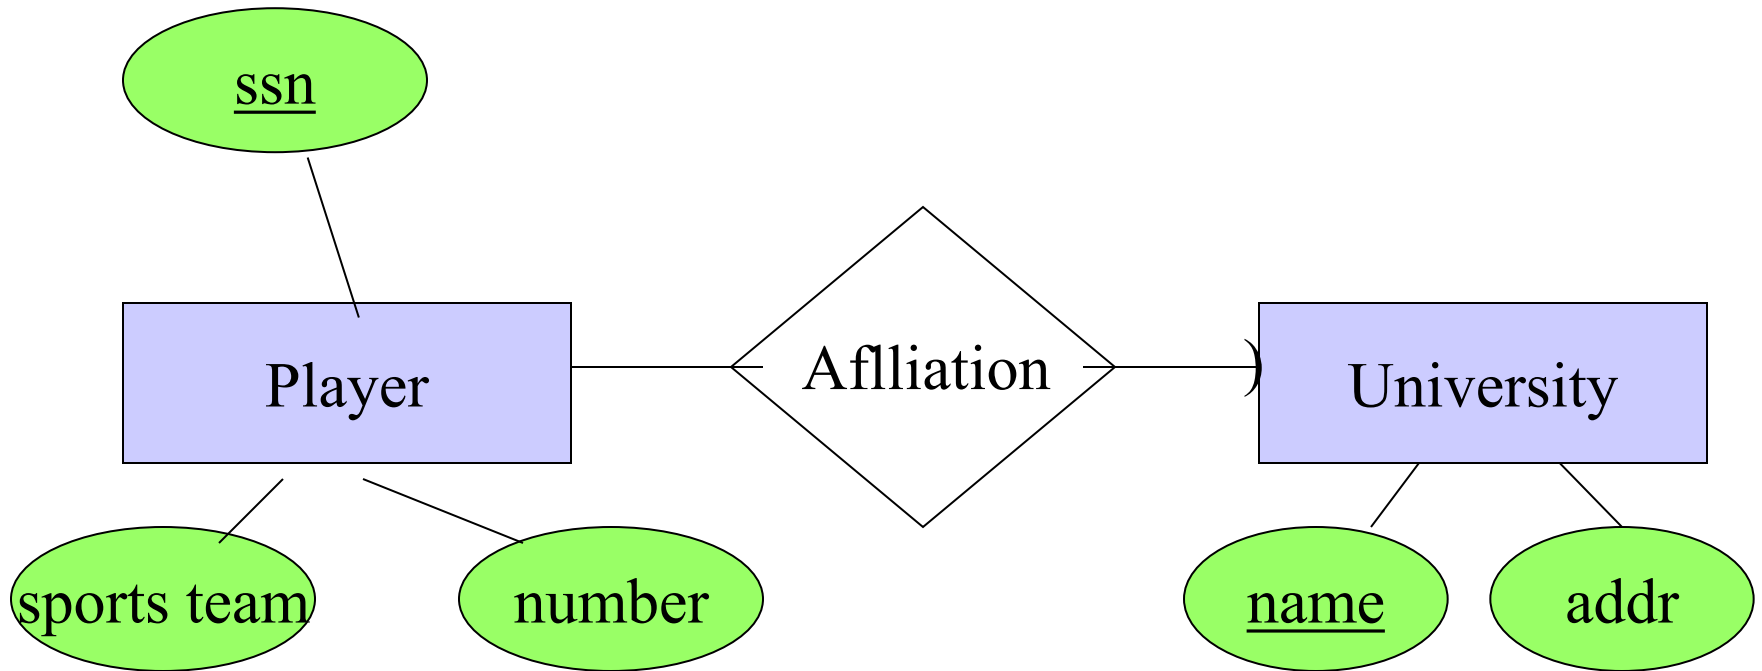 ssn
Player
Aflliation
University
sports team
number
name
addr